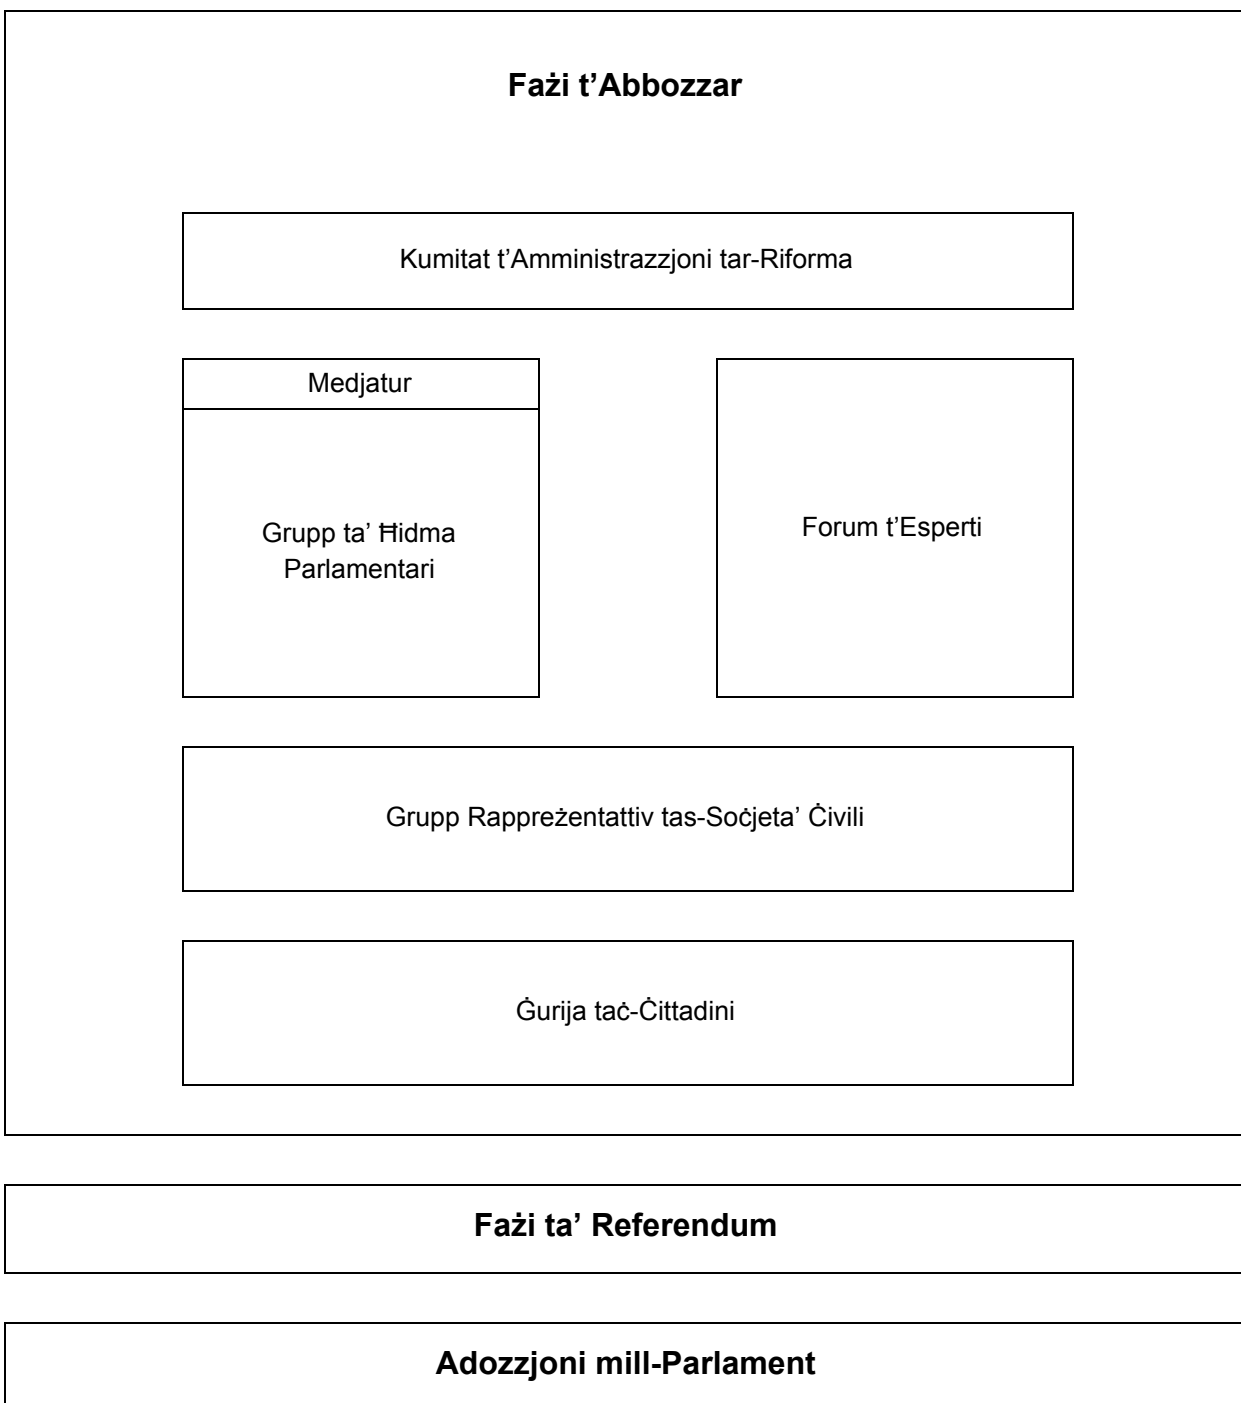 Fażi t’Abbozzar
Kumitat t’Amministrazzjoni tar-Riforma
Medjatur
Grupp ta’ Ħidma
Parlamentari
Forum t’Esperti
Grupp Rappreżentattiv tas-Soċjeta’ Ċivili
Ġurija taċ-Ċittadini
Fażi ta’ Referendum
Adozzjoni mill-Parlament